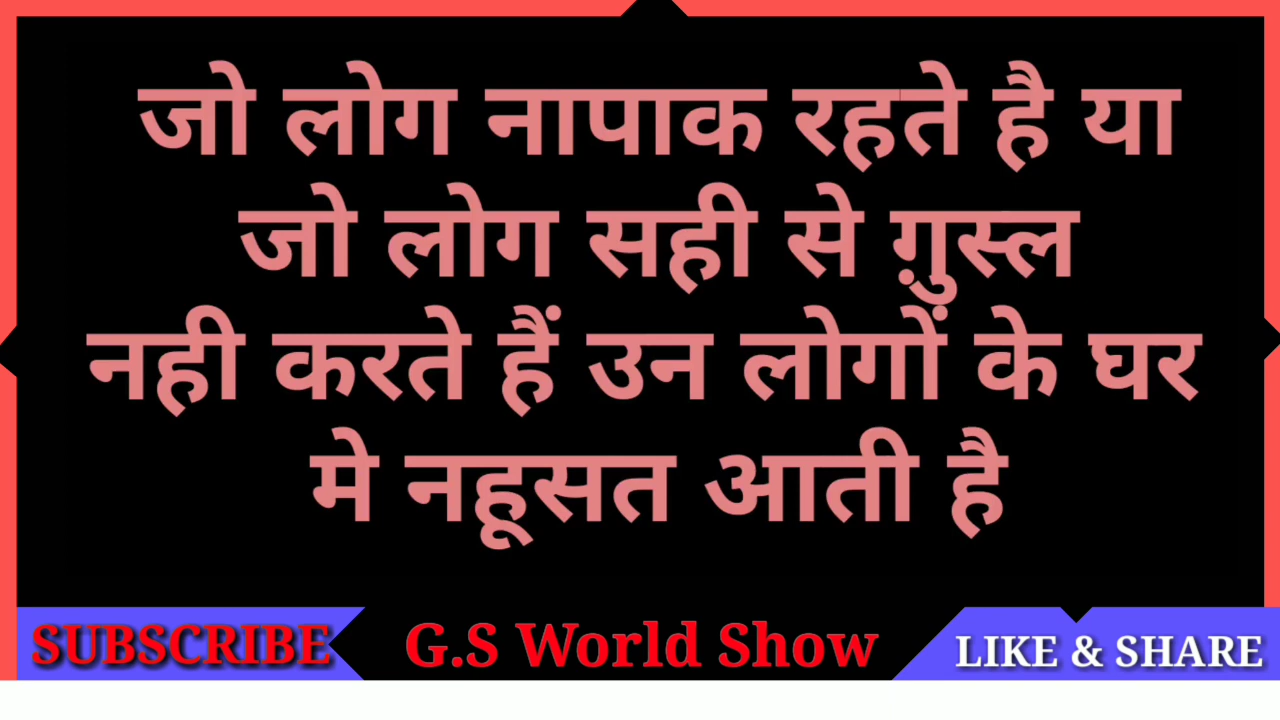 जो लोग नापाक रहते है या
जो लोग सही से ग़ुस्ल
नही करते हैं उन लोगों के घर
मे नहूसत आती है
SUBSCRIBE G.S World Show LIKE & SHARE